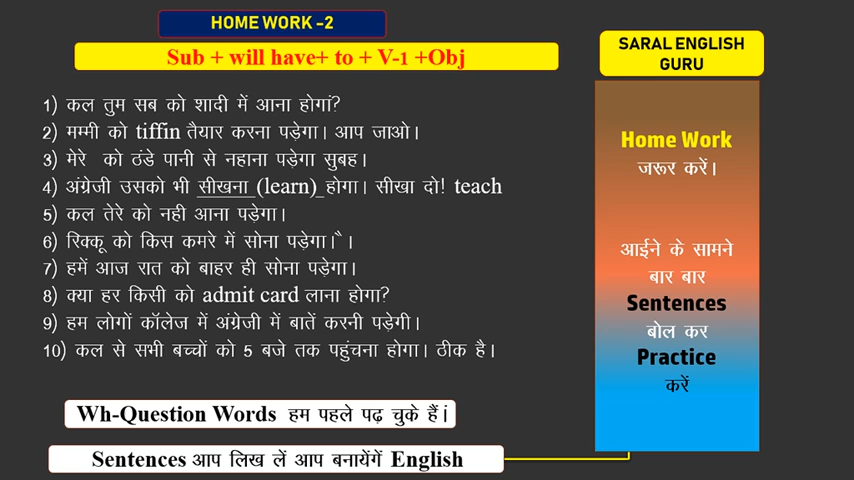 HOME WORK -2
Sub + will have+ to + V-1 +Obj
1) कल तुम सब को शादी में आना होगां?
2) मम्मी को tiffin तैयार करना पड़ेगा। आप जाओ।
3) मेरे को ठंडे पानी से नहाना पड़ेगा सुबह।
4) अंग्रेजी उसको भी सीखना (learn) होगा। सीखा दो! teach
5) कल तेरे को नही आना पड़ेगा।
6) रिक्कू को किस कमरे में सोना पड़ेगा।ै
7) हमें आज रात को बाहर ही सोना पड़ेगा।
8) क्या हर किसी को admit card लाना होगा?
9) हम लोगों कॉलेज में अंग्रेजी में बातें करनी पड़ेगी।
10) कल से सभी बच्चों को 5 बजे तक पहुंचना होगा। ठीक है।
Wh-Question Words हम पहले पढ़ चुके हैं।
Sentences आप लिख लें आप बनायेंगें English
SARAL ENGLISH
GURU
Home Work
जरूर करें।
आईने के सामने
बार बार
Sentences
बोल कर
Practice
करें